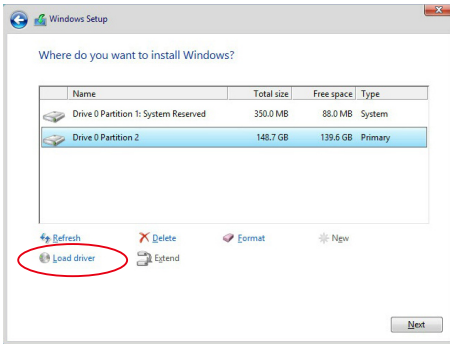 Windows Setup
Where do you want to install Windows?
Name Total size Free space Type
Drive 0 Partition 1: System Reserved 350.0 MB 88.0 MB System
Drive 0 Partition 2 148.7 GB 139.6 GB Primary
Refresh Delete Format New
Load driver Extend
Next